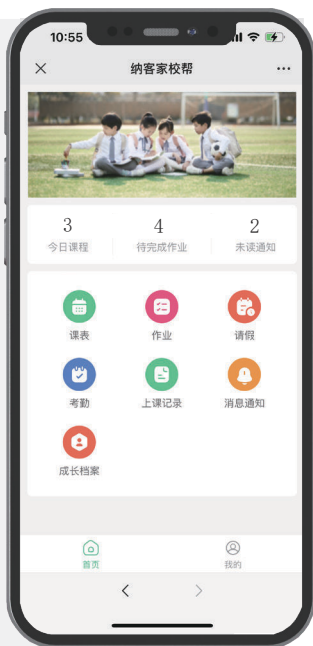 10:55
纳客家校帮
3 4 2
今日课程 待完成作业 未读通知
课表 作业 请假
考勤 上课记录 消息通知
成长档案
首页 我的